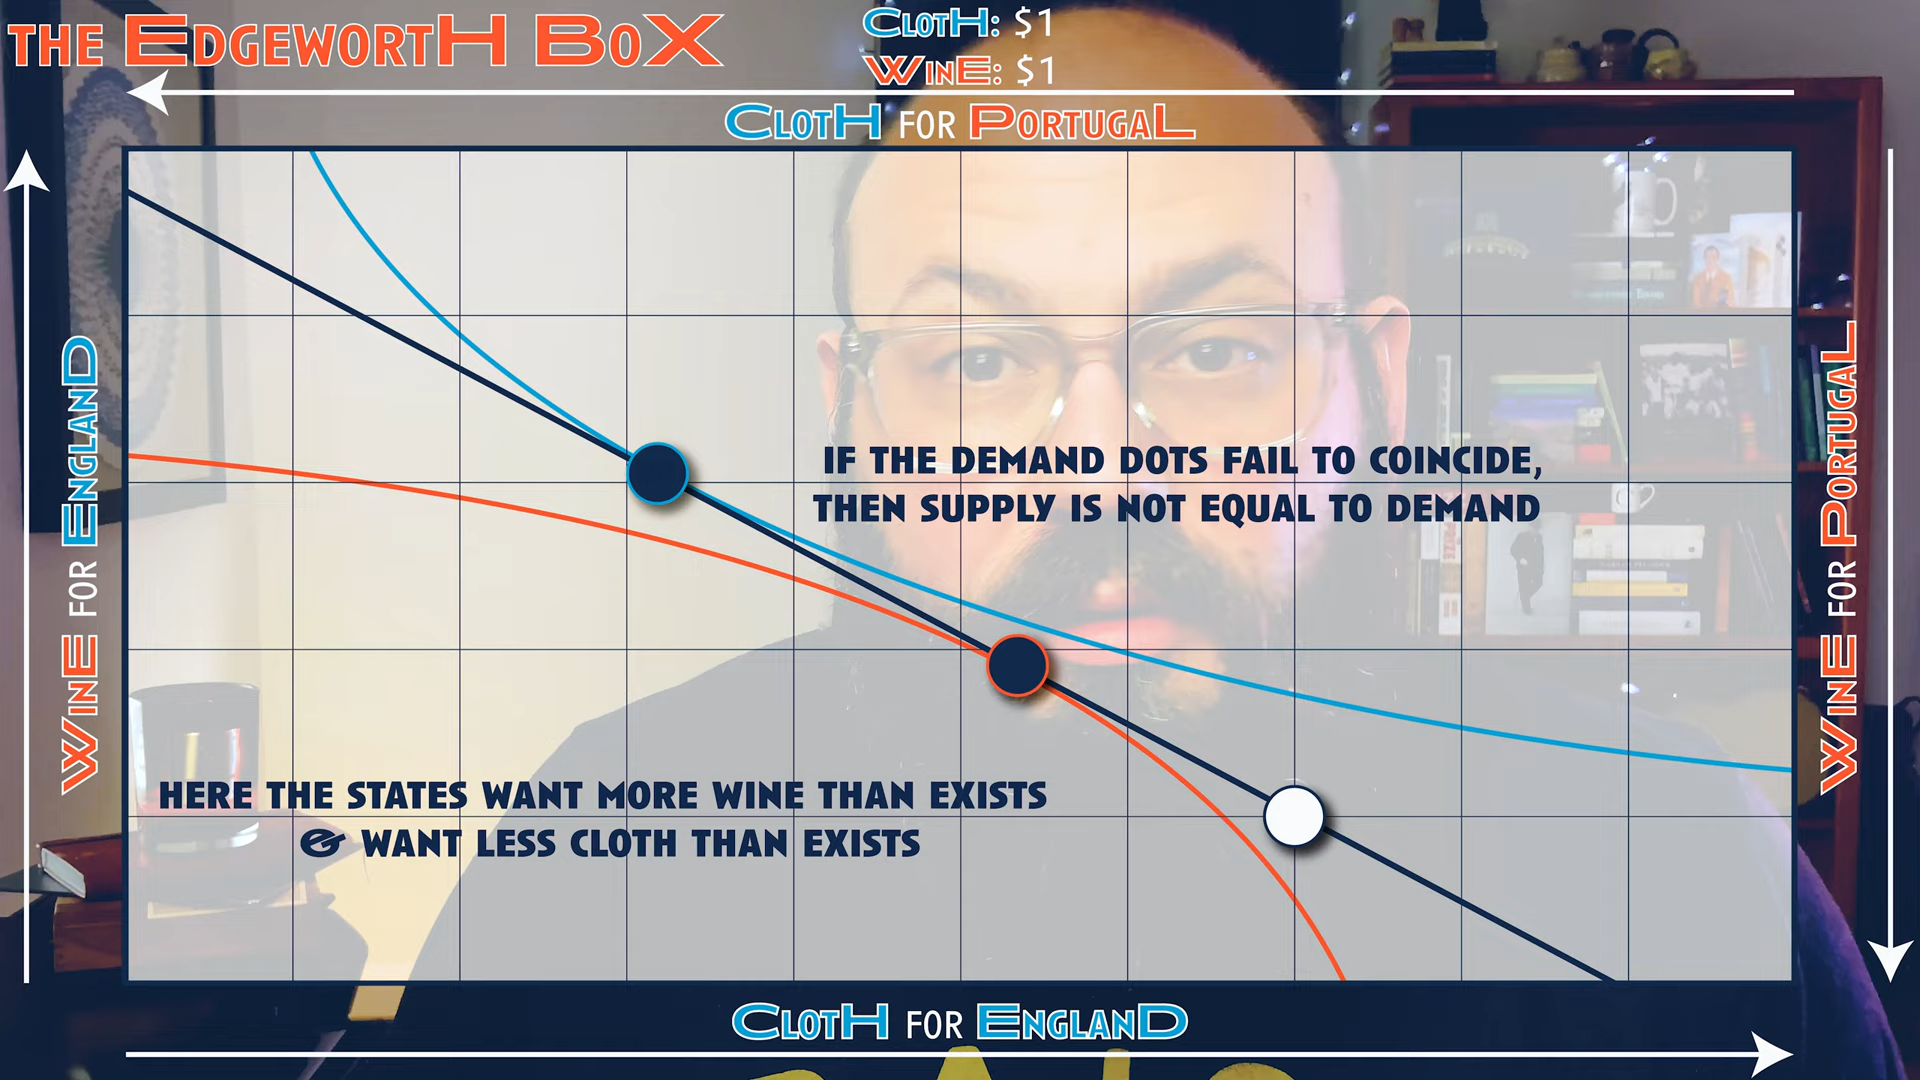 THE EDGEWORTH BOX
CLOTH: $1
WINE: $1
CLOTH FOR PORTUGAL
WINE FOR ENGLAND
WINE FOR PORTUGAL
IF THE DEMAND DOTS FAIL TO COINCIDE,
THEN SUPPLY IS NOT EQUAL TO DEMAND
HERE THE STATES WANT MORE WINE THAN EXISTS
& WANT LESS CLOTH THAN EXISTS
CLOTH FOR ENGLAND